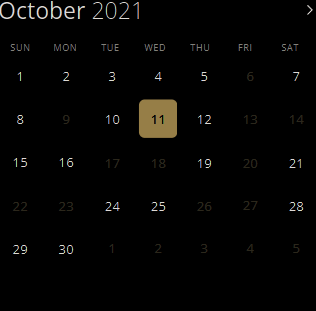 October 2021
SUN MON TUE WED THU FRI SAT
1 2 3 4 5 6 7
8 9 10 11 12 13 14
15 16 17 18 19 20 21
22 23 24 25 26 27 28
29 30 1 2 3 4 5